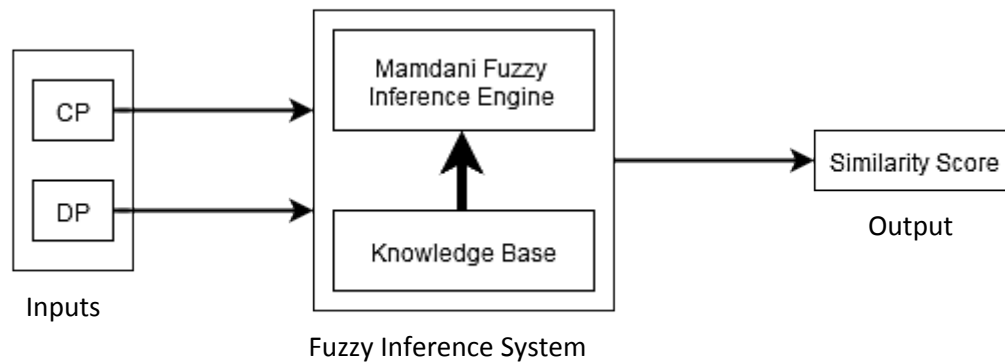 CP
DP
Inputs
Mamdani Fuzzy
Inference Engine
Knowledge Base
Fuzzy Inference System
Similarity Score
Output